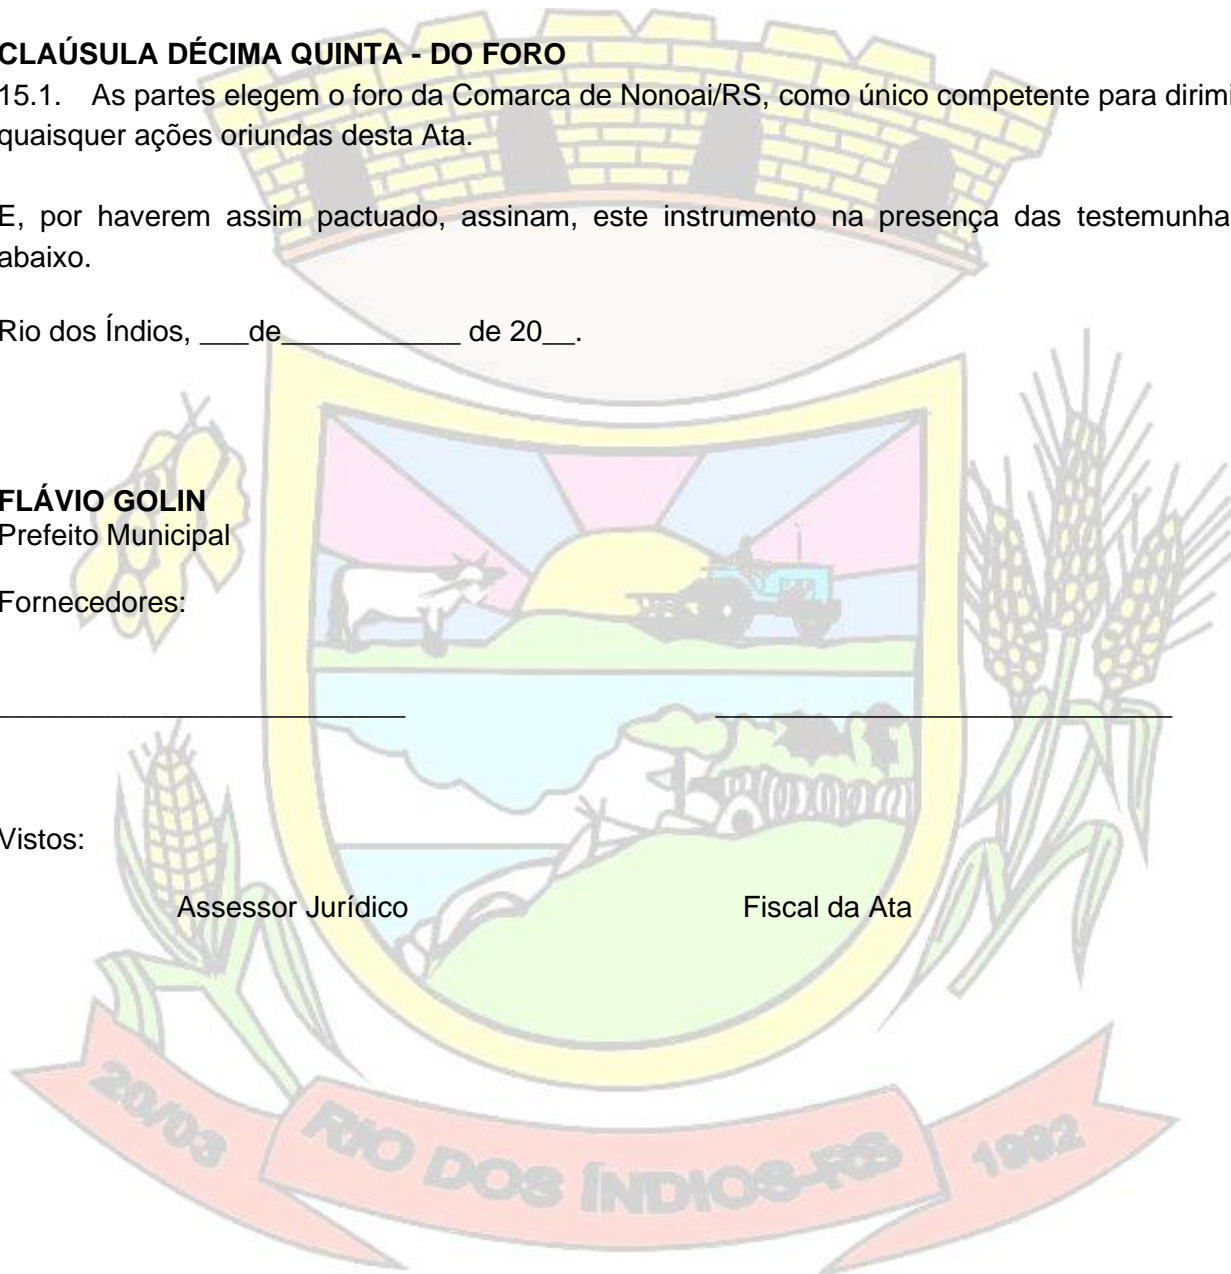 CLAÚSULA DÉCIMA QUINTA - DO FORO
15.1. As partes elegem o foro da Comarca de Nonoai/RS, como único competente para dirimi
quaisquer ações oriundas desta Ata.
E, por haverem assim pactuado, assinam, este instrumento na presença das testemunha
abaixo.
Rio dos Índios, ___de___________ de 20__.
FLÁVIO GOLIN
Prefeito Municipal
Fornecedores:
_________________________ ____________________________
Vistos:
Assessor Jurídico Fiscal da Ata
20/03 RIO DOS ÍNDIOS-RS 1992